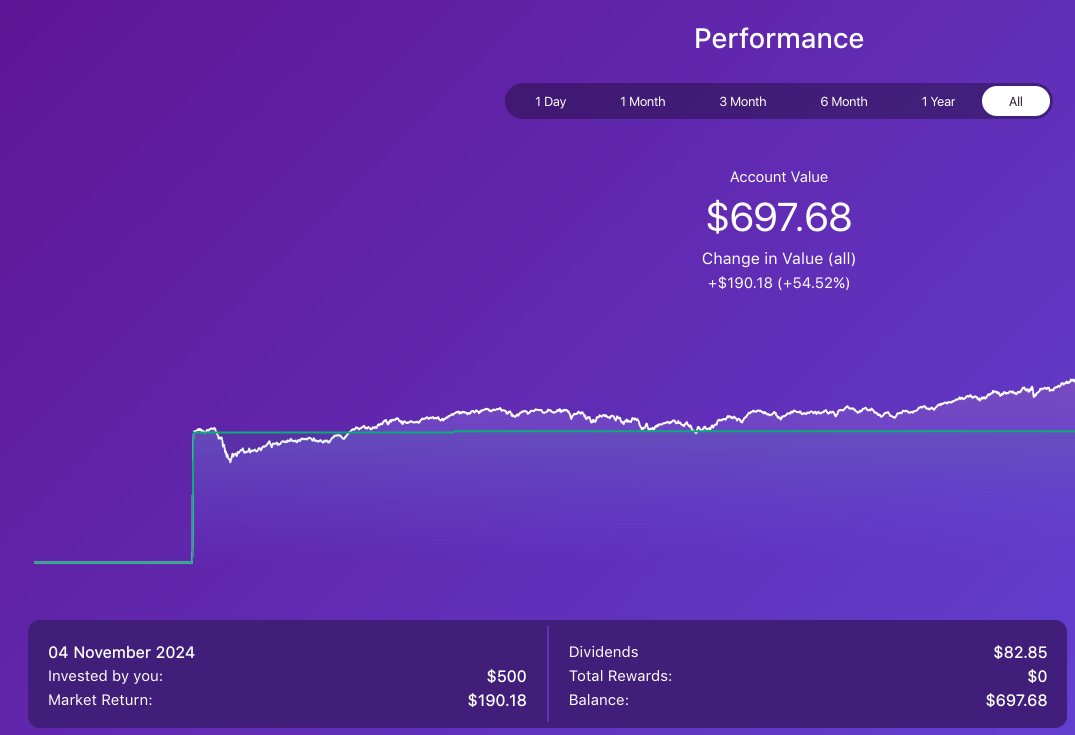 Performance
1 Day 1 Month 3 Month 6 Month 1 Year All
Account Value
$697.68
Change in Value (all)
+$190.18 (+54.52%)
04 November 2024
Invested by you: $500
Market Return: $190.18
Dividends $82.85
Total Rewards: $0
Balance: $697.68